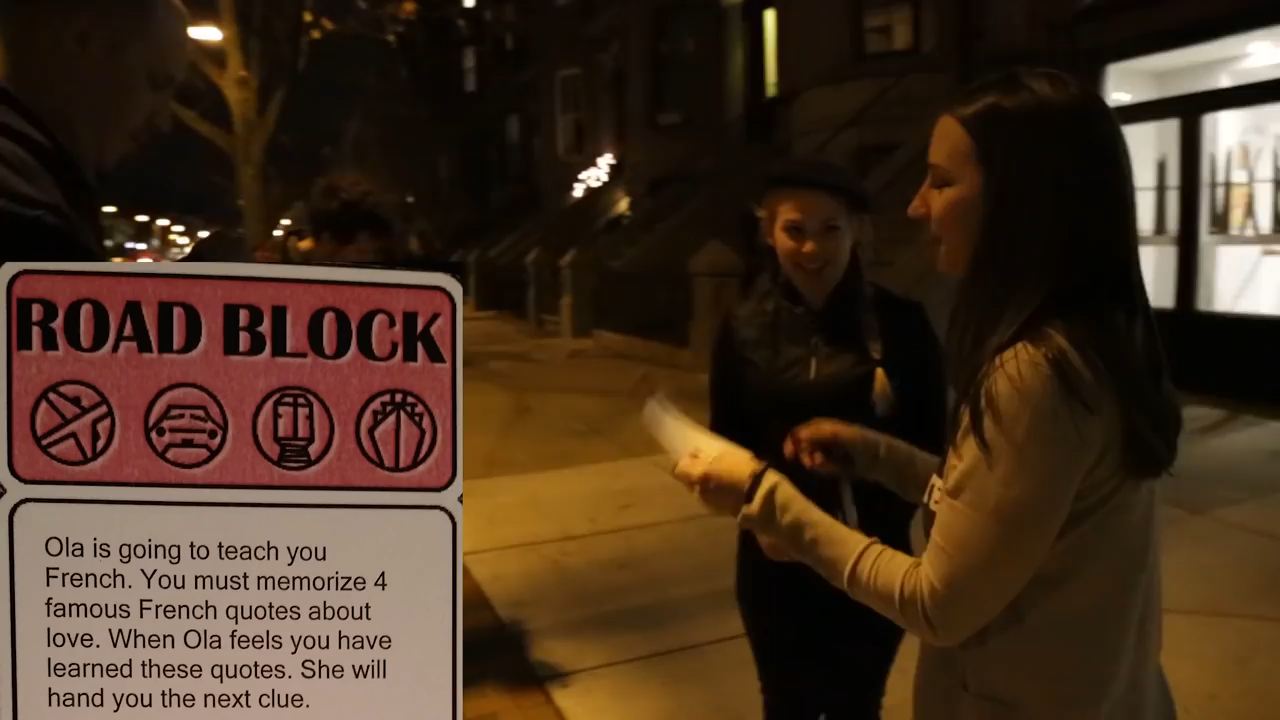 ROAD BLOCK
Ola is going to teach you
French. You must memorize 4
famous French quotes about
love. When Ola feels you have
learned these quotes. She will
hand you the next clue.